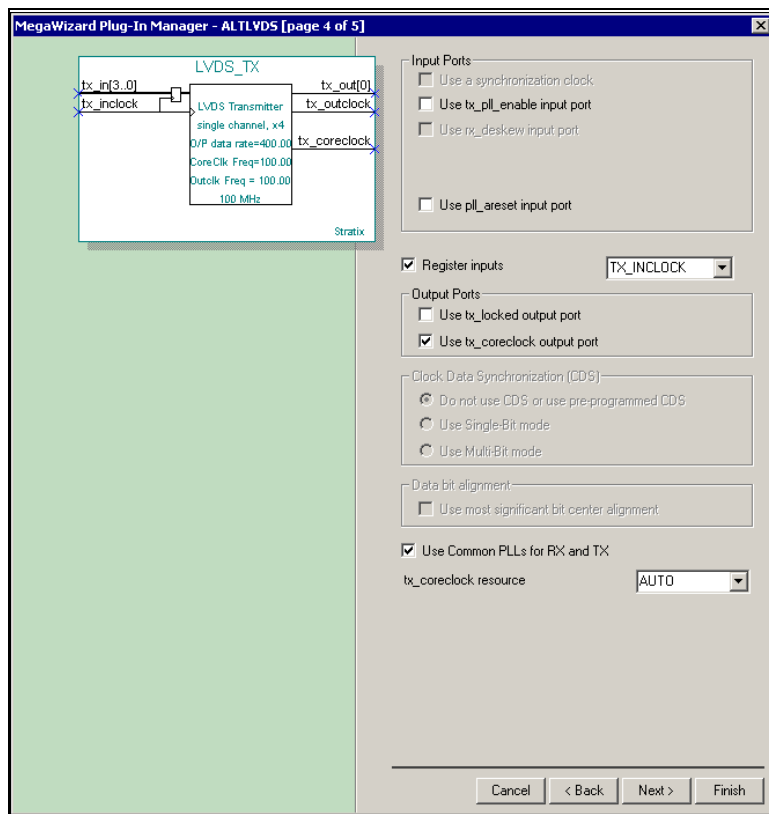 MegaWizard Plug-In Manager - ALTLVDS [page 4 of 5]
LVDS_TX
tx_in[3..0]
tx_inclock
tx_out[0]
tx_outclock
tx_coreclock
LVDS Transmitter
single channel, x4
O/P data rate=400.00
CoreClk Freq=100.00
Outclk Freq = 100.00
100 MHz
Stratix
Input Ports
Use a synchronization clock
Use tx_pll_enable input port
Use rx_deskew input port
Use pll_areset input port
Register inputs
TX_INCLOCK
Output Ports
Use tx_locked output port
Use tx_coreclock output port
Clock Data Synchronization (CDS)
Do not use CDS or use pre-programmed CDS
Use Single-Bit mode
Use Multi-Bit mode
Data bit alignment
Use most significant bit center alignment
Use Common PLLs for RX and TX
tx_coreclock resource
AUTO
Cancel
< Back
Next >
Finish